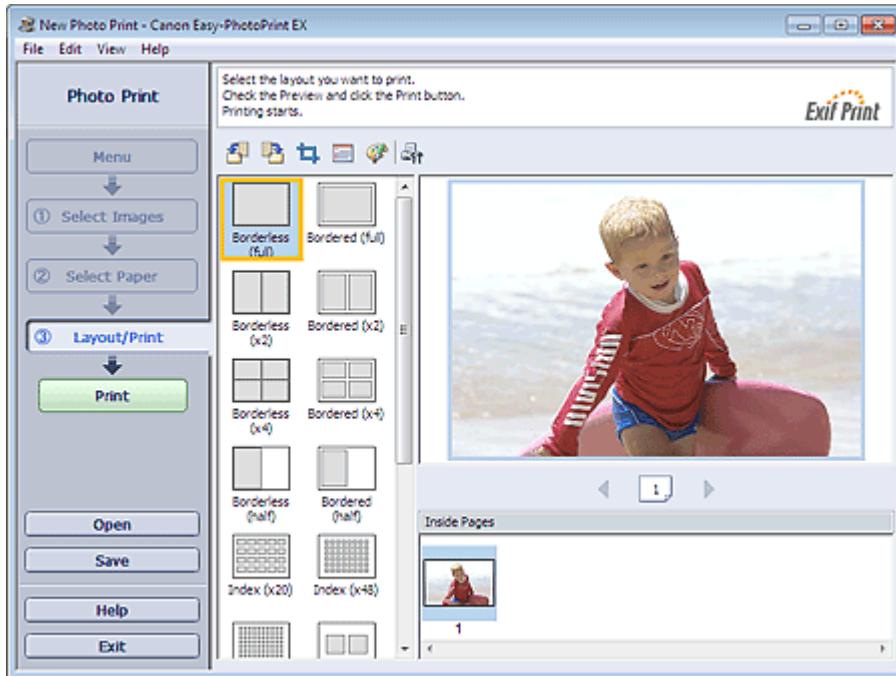 New Photo Print - Canon Easy-PhotoPrint EX
File Edit View Help
Photo Print
Menu
① Select Images
② Select Paper
③ Layout/Print
Print
Open
Save
Help
Exit
Select the layout you want to print.
Check the Preview and click the Print button.
Printing starts.
Exif Print
Borderless
(full)
Bordered (full)
Borderless
(x2)
Bordered (x2)
Borderless
(x4)
Bordered (x4)
Borderless
(half)
Bordered
(half)
Index (x20)
Index (x48)
1
Inside Pages
1